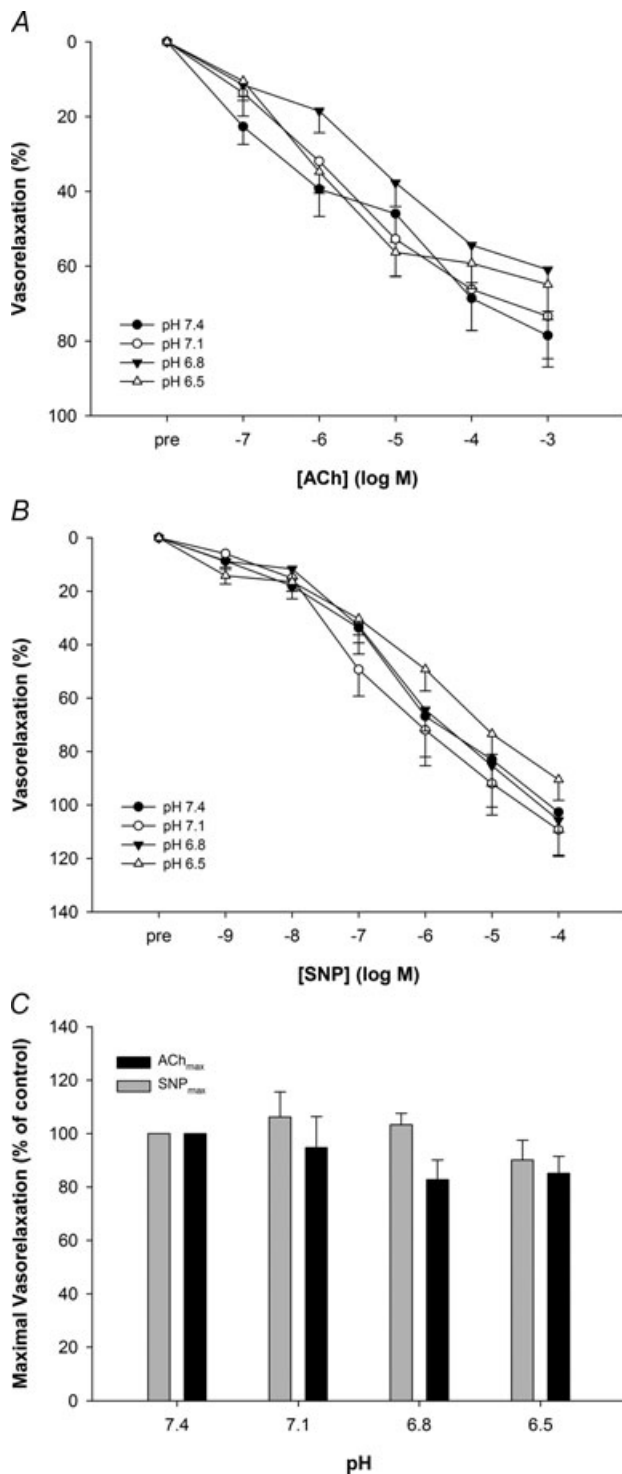 A
0
20
40
60
80
100
Vasorelaxation (%)
pH 7.4
pH 7.1
pH 6.8
pH 6.5
pre -7 -6 -5 -4 -3
[ACh] (log M)
B
0
20
40
60
80
100
120
140
Vasorelaxation (%)
pH 7.4
pH 7.1
pH 6.8
pH 6.5
pre -9 -8 -7 -6 -5 -4
[SNP] (log M)
C
140
120
100
80
60
40
20
0
Maximal Vasorelaxation (% of control)
ACh max
SNP max
7.4 7.1 6.8 6.5
pH